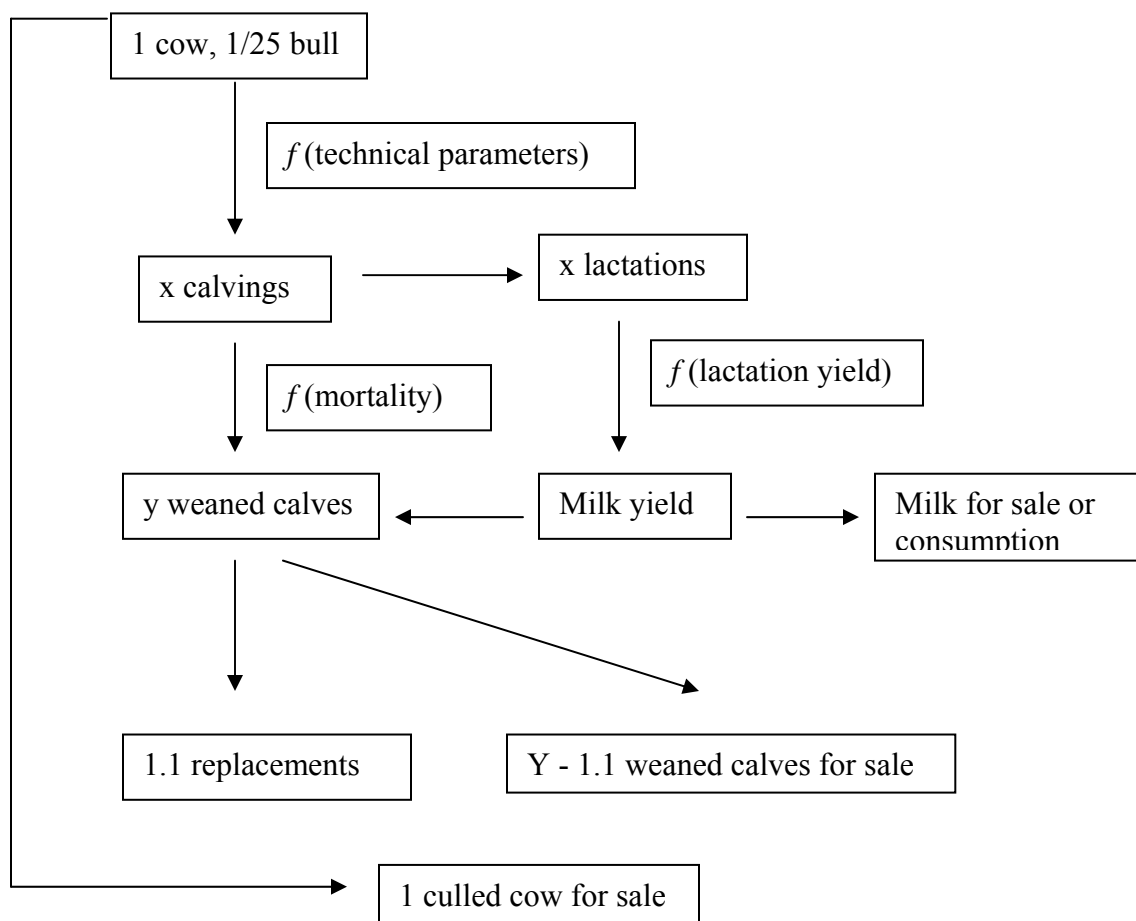 1 cow, 1/25 bull
f (technical parameters)
x calvings
x lactations
f (mortality)
f (lactation yield)
y weaned calves
Milk yield
Milk for sale or
consumption
1.1 replacements
Y - 1.1 weaned calves for sale
1 culled cow for sale